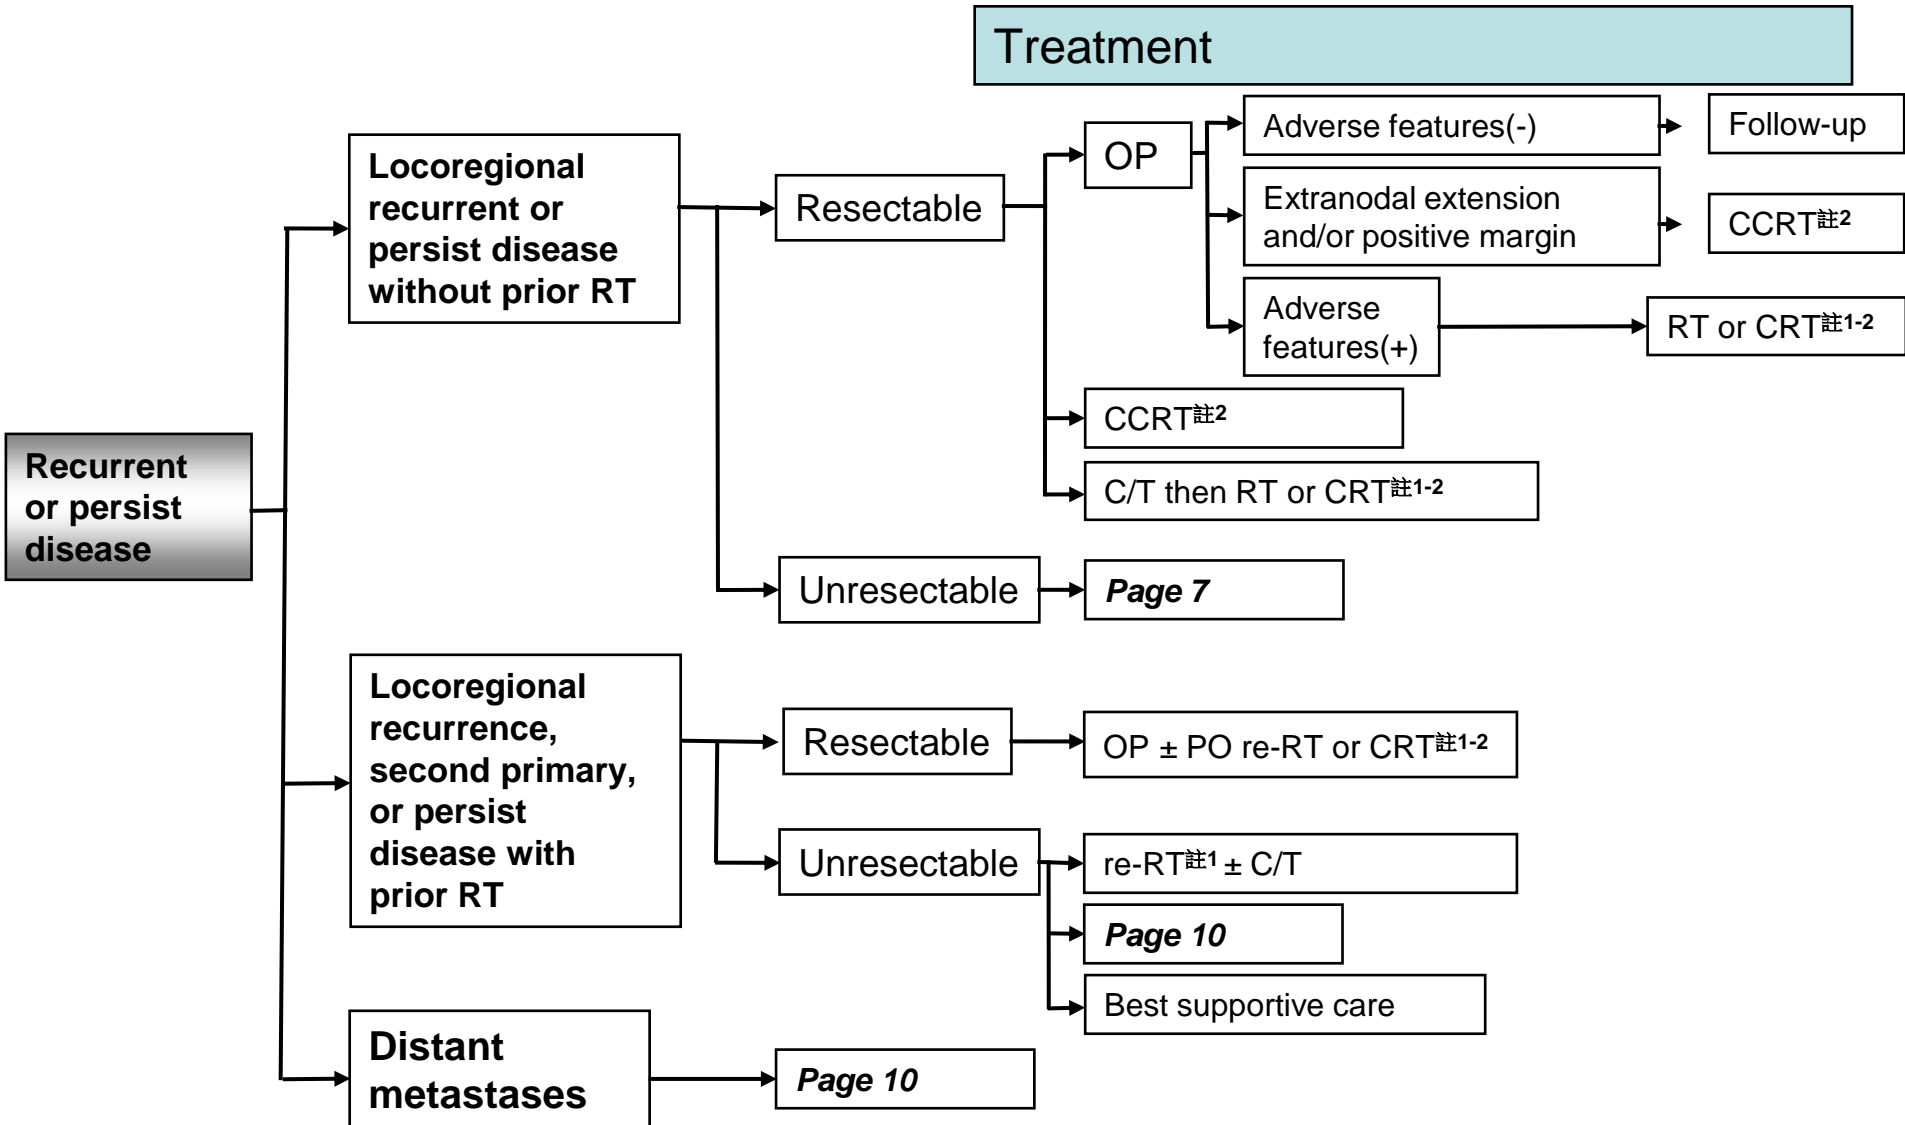 Treatment
Adverse features(-)
Follow-up
OP
Locoregional
recurrent or
persist disease
without prior RT
Resectable
Extranodal extension
and/or positive margin
CCRT註2
Adverse
features(+)
RT or CRT註1-2
CCRT註2
C/T then RT or CRT註1-2
Recurrent
or persist
disease
Unresectable
Page 7
Locoregional
recurrence,
second primary,
or persist
disease with
prior RT
Resectable
OP ± PO re-RT or CRT註1-2
Unresectable
re-RT註1 ± C/T
Page 10
Best supportive care
Distant
metastases
Page 10